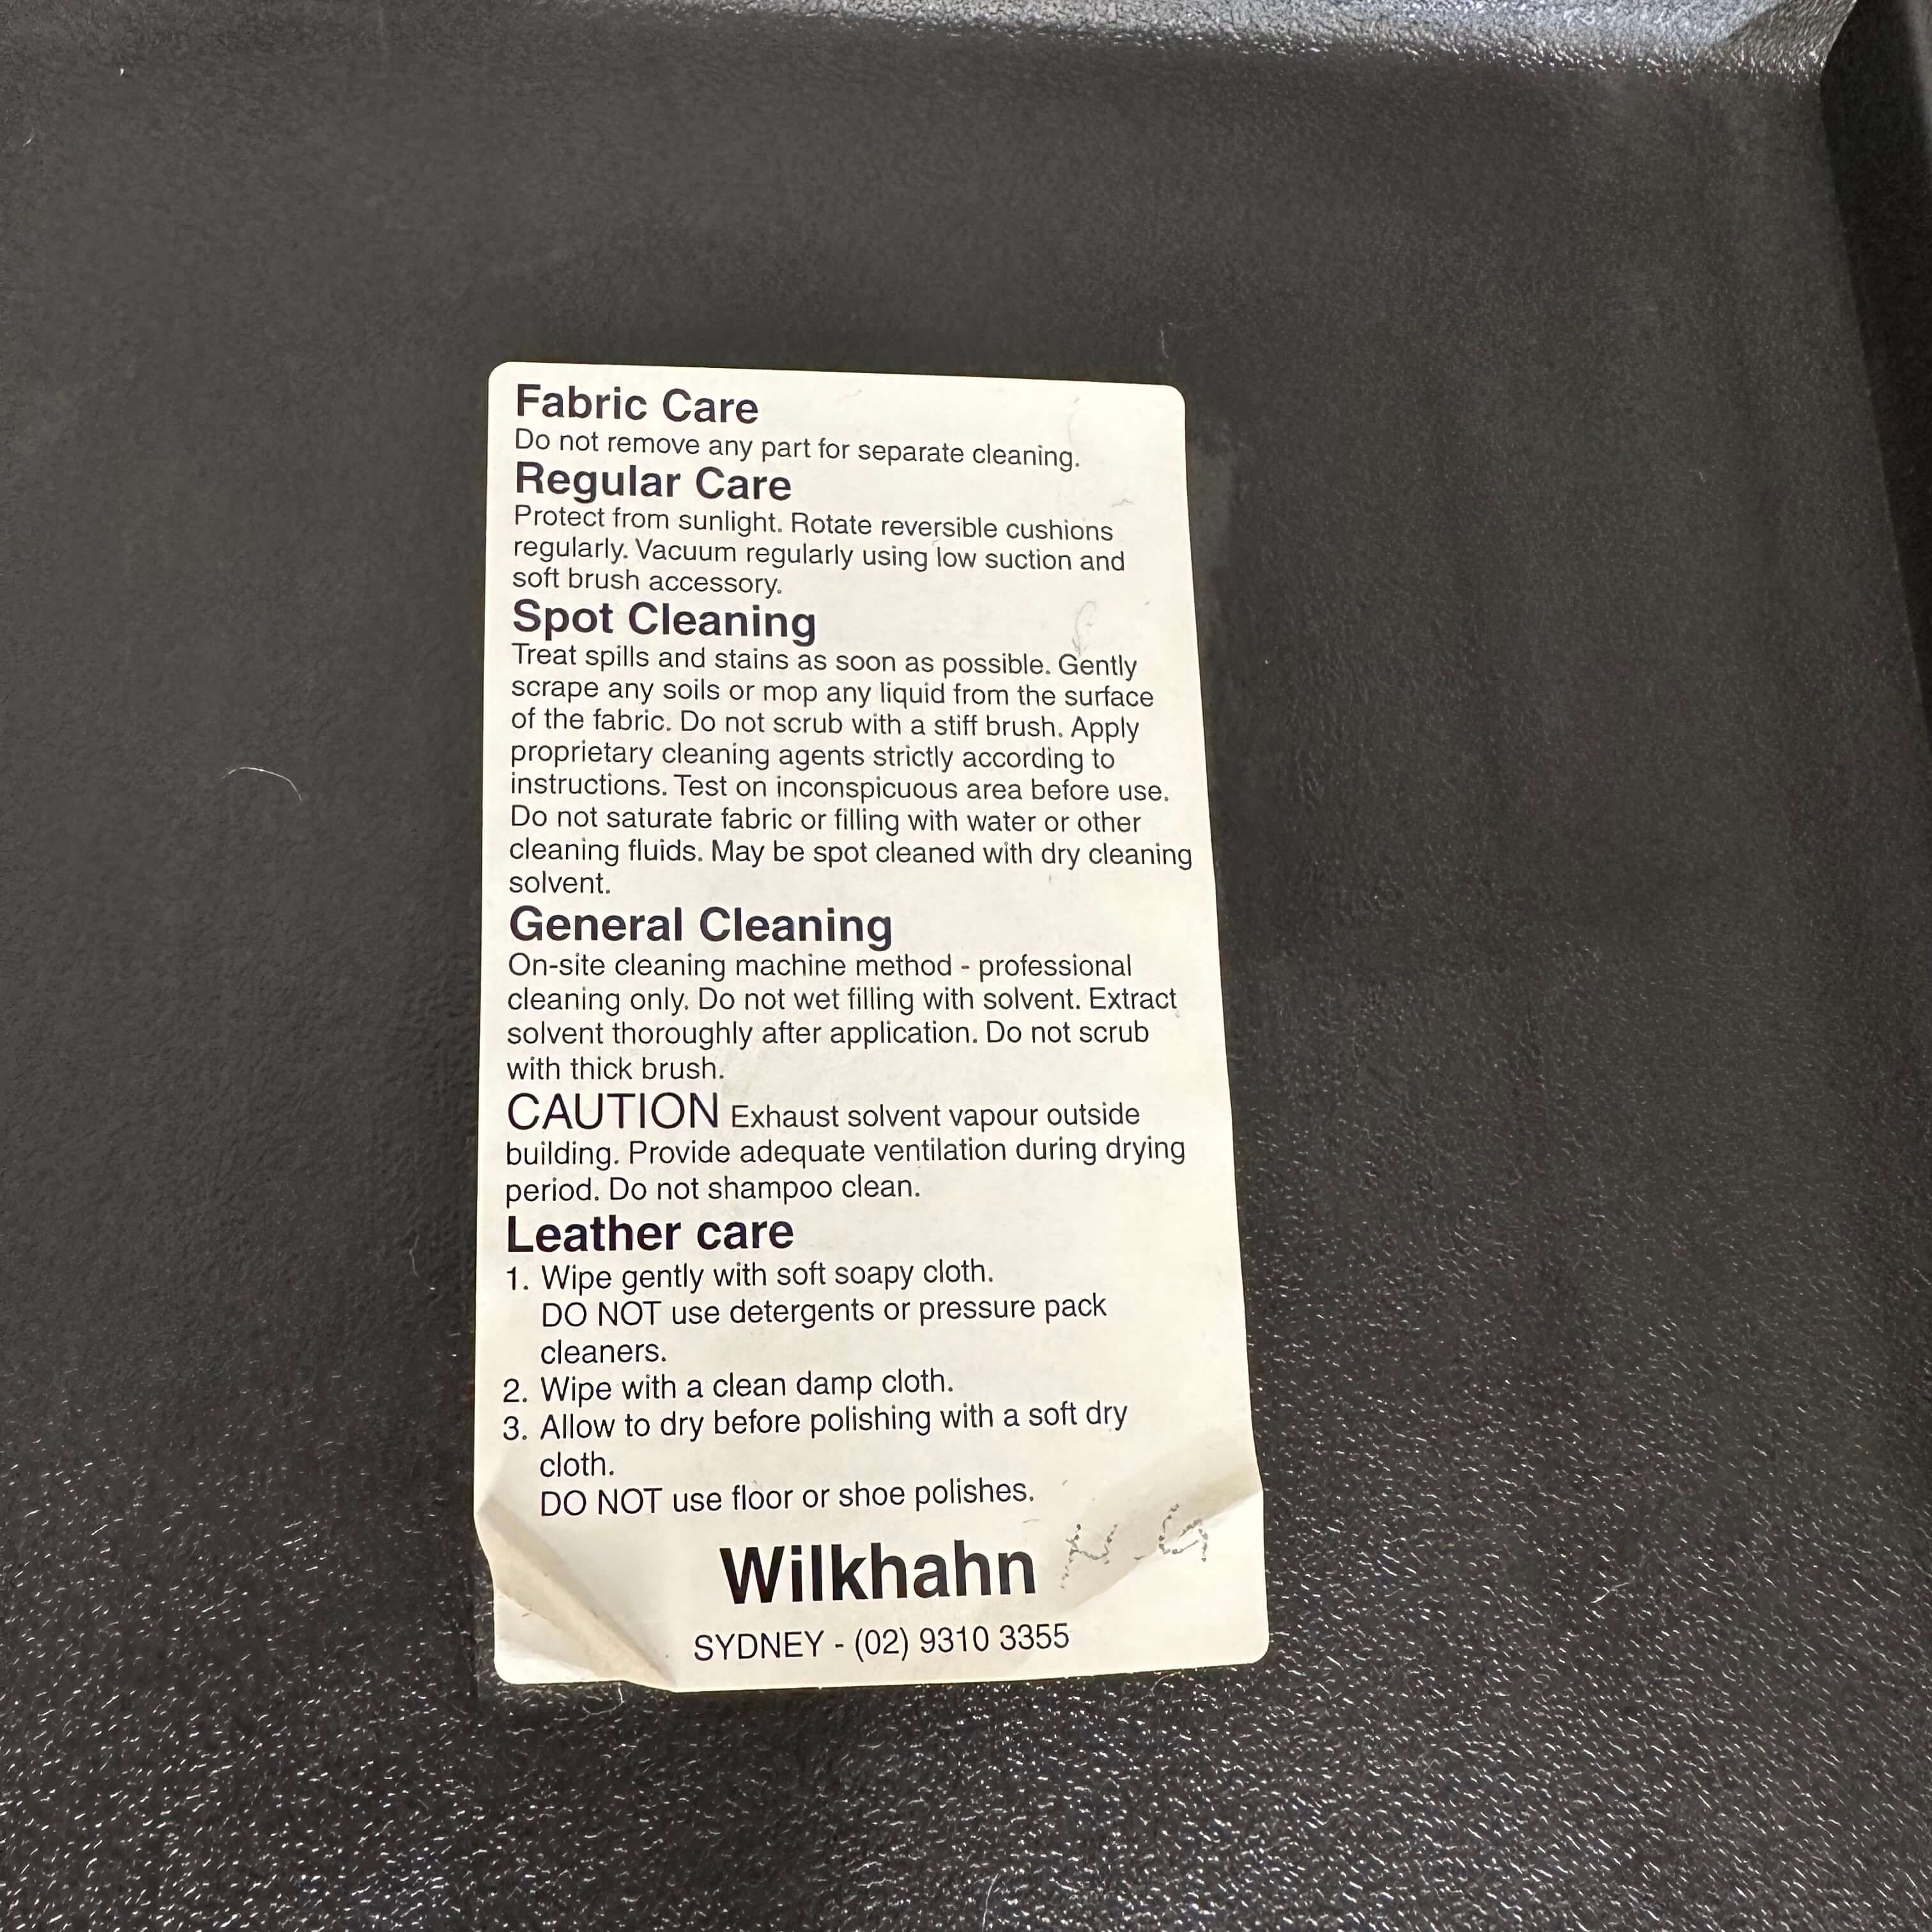 Fabric Care
Do not remove any part for separate cleaning.
Regular Care
Protect from sunlight. Rotate reversible cushions
regularly. Vacuum regularly using low suction and
soft brush accessory.
Spot Cleaning
Treat spills and stains as soon as possible. Gently
scrape any soils or mop any liquid from the surface
of the fabric. Do not scrub with a stiff brush. Apply
proprietary cleaning agents strictly according to
instructions. Test on inconspicuous area before use.
Do not saturate fabric or filling with water or other
cleaning fluids. May be spot cleaned with dry cleaning
solvent.
General Cleaning
On-site cleaning machine method - professional
cleaning only. Do not wet filling with solvent. Extract
solvent thoroughly after application. Do not scrub
with thick brush.
CAUTION Exhaust solvent vapour outside
building. Provide adequate ventilation during drying
period. Do not shampoo clean.
Leather care
1. Wipe gently with soft soapy cloth.
DO NOT use detergents or pressure pack
cleaners.
2. Wipe with a clean damp cloth.
3. Allow to dry before polishing with a soft dry
cloth.
DO NOT use floor or shoe polishes.
Wilkhahn
SYDNEY - (02) 9310 3355